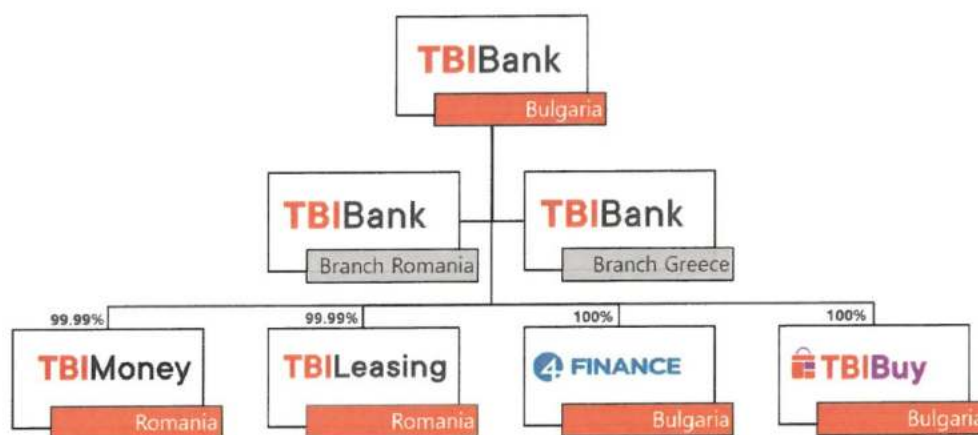 TBIBank
Bulgaria
TBIBank
Branch Romania
TBIBank
Branch Greece
99.99%
99.99%
100%
100%
TBIMoney
Romania
TBILeasing
Romania
4 FINANCE
Bulgaria
TBIBuy
Bulgaria